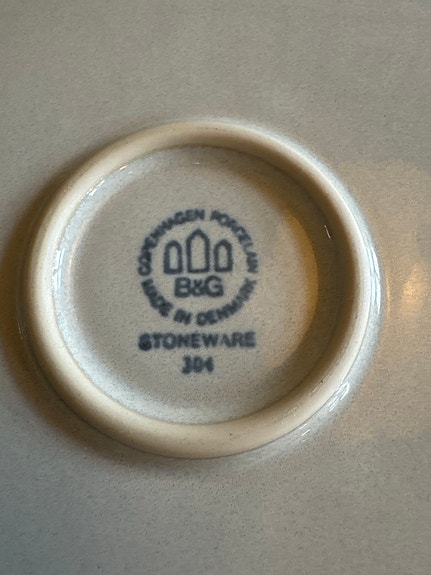 COPENHAGEN PORCELAIN
B&G
MADE IN DENMARK
STONEWARE
304